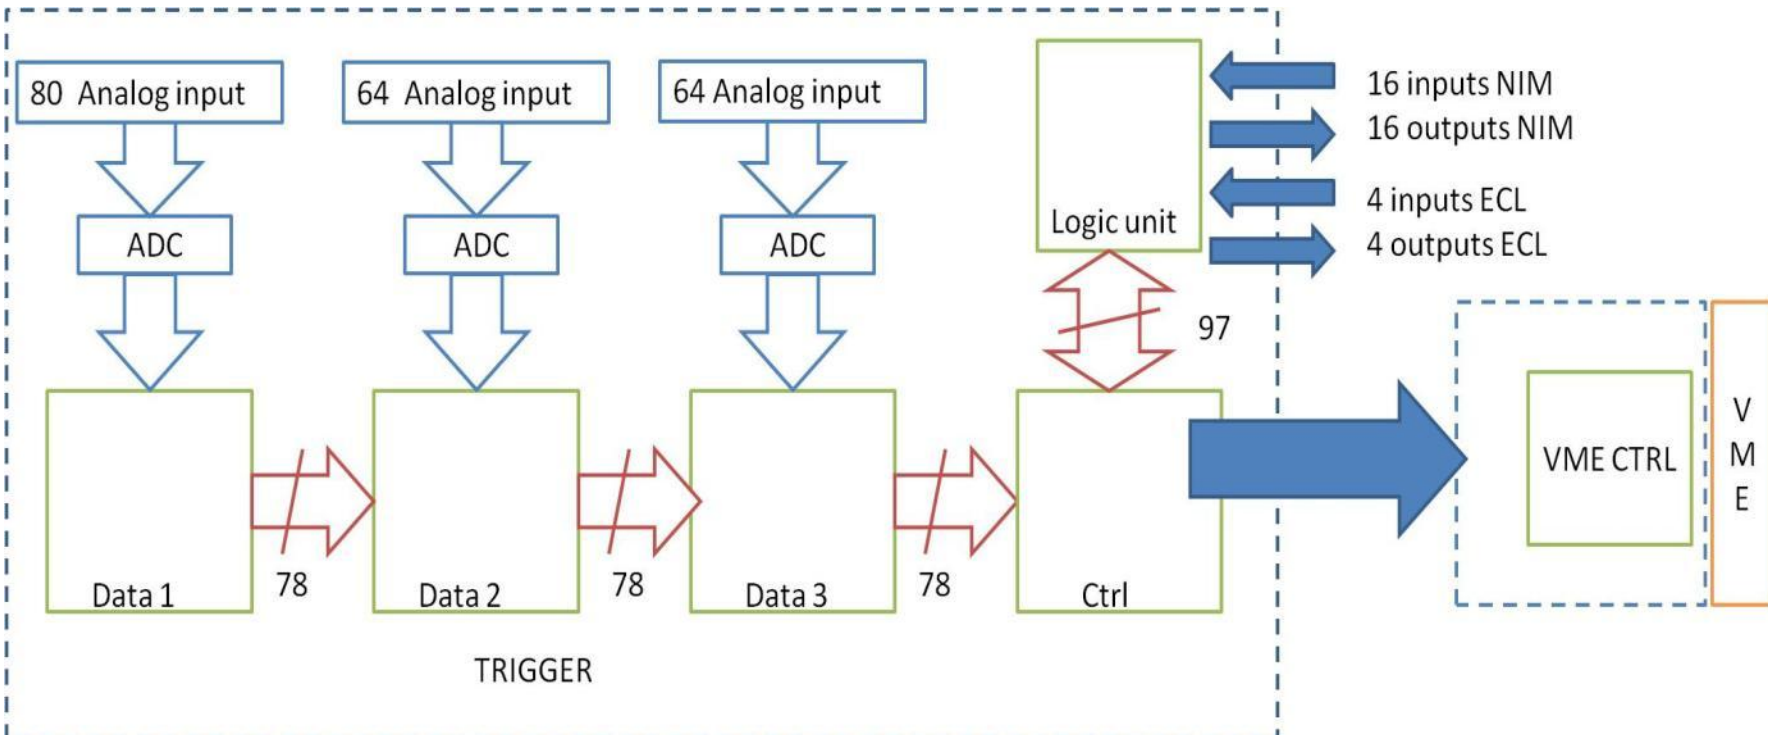 80 Analog input
64 Analog input
64 Analog input
16 inputs NIM
16 outputs NIM
4 inputs ECL
4 outputs ECL
Logic unit
ADC
ADC
ADC
97
VME CTRL
V
M
E
Data 1
78
Data 2
78
Data 3
78
Ctrl
TRIGGER